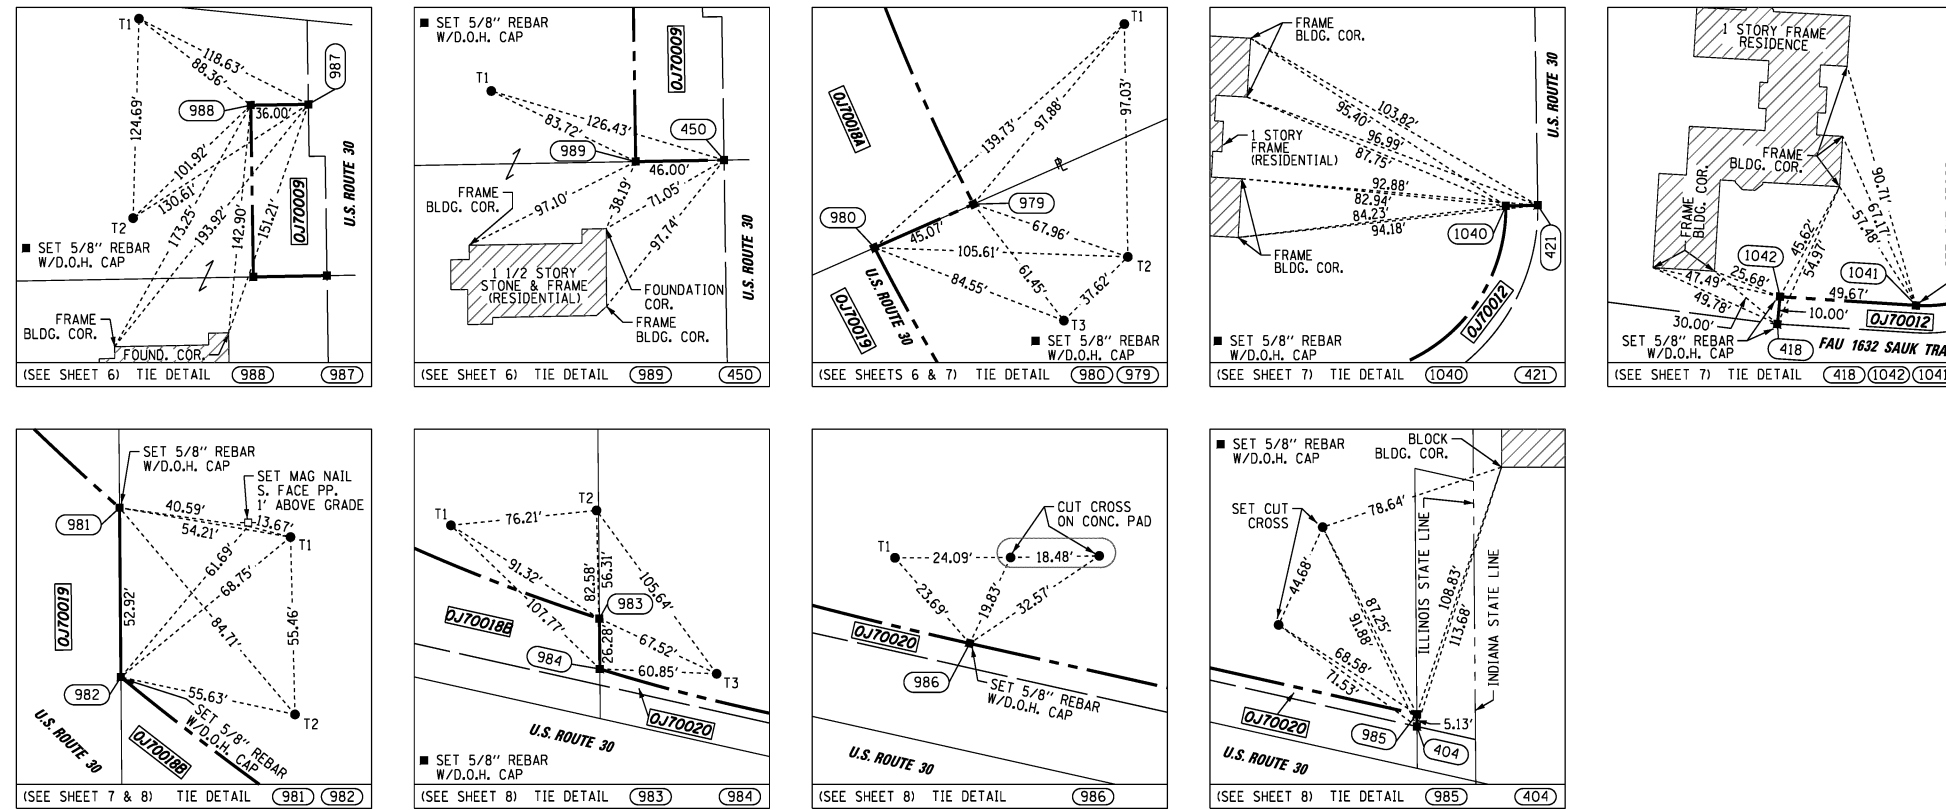 T1
118.63'
88.36'
987
988
36.00'
124.69'
101.92'
130.61'
T2
173.25'
193.92'
142.90'
151.21'
0J70009
U.S. ROUTE 30
SET 5/8" REBAR
W/D.O.H. CAP
FRAME
BLDG. COR.
FOUND. COR.
(SEE SHEET 6) TIE DETAIL 988 987
SET 5/8" REBAR
W/D.O.H. CAP
0J70009
T1
83.72'
126.43'
450
989
46.00'
FRAME
BLDG. COR.
97.10'
38.19'
71.05'
97.74'
1 1/2 STORY
STONE & FRAME
(RESIDENTIAL)
FOUNDATION
COR.
FRAME
BLDG. COR.
U.S. ROUTE 30
(SEE SHEET 6) TIE DETAIL 989 450
T1
0J70018A
139.73'
97.88'
97.03'
PL
979
980
45.07'
67.96'
105.61'
T2
84.55'
61.45'
37.62'
T3
U.S. ROUTE 30
0J70019
SET 5/8" REBAR
W/D.O.H. CAP
(SEE SHEETS 6 & 7) TIE DETAIL 980 979
FRAME
BLDG. COR.
U.S. ROUTE 30
103.82'
95.40'
96.99'
87.75'
1 STORY
FRAME
(RESIDENTIAL)
92.88'
82.94'
84.23'
94.18'
1040
421
FRAME
BLDG. COR.
0J70012
SET 5/8" REBAR
W/D.O.H. CAP
(SEE SHEET 7) TIE DETAIL 1040 421
1 STORY FRAME
RESIDENCE
FRAME
BLDG. COR.
90.71'
67.17'
57.48'
FRAME
BLDG. COR.
45.62'
54.97'
1042
1041
47.49'
25.68'
49.67'
49.78'
10.00'
0J70012
30.00'
SET 5/8" REBAR
W/D.O.H. CAP
418
FAU 1632 SAUK TRA
(SEE SHEET 7) TIE DETAIL 418 1042 1041
SET 5/8" REBAR
W/D.O.H. CAP
SET MAG NAIL
S. FACE PP.
1' ABOVE GRADE
40.59'
13.67'
981
54.21'
T1
61.69'
68.75'
0J70019
52.92'
84.71'
55.46'
982
55.63'
T2
SET 5/8" REBAR
W/D.O.H. CAP
U.S. ROUTE 30
0J70018B
(SEE SHEET 7 & 8) TIE DETAIL 981 982
T2
T1
76.21'
91.32'
82.58'
56.31'
105.64'
107.77'
983
0J70018B
26.28'
67.52'
984
60.85'
T3
0J70020
U.S. ROUTE 30
SET 5/8" REBAR
W/D.O.H. CAP
(SEE SHEET 8) TIE DETAIL 983 984
CUT CROSS
ON CONC. PAD
T1
24.09'
18.48'
23.69'
19.83'
32.57'
0J70020
986
SET 5/8" REBAR
W/D.O.H. CAP
U.S. ROUTE 30
(SEE SHEET 8) TIE DETAIL 986
SET 5/8" REBAR
W/D.O.H. CAP
BLOCK
BLDG. COR.
SET CUT
CROSS
78.64'
ILLINOIS STATE LINE
INDIANA STATE LINE
44.68'
87.25'
91.88'
108.83'
113.68'
68.58'
71.53'
0J70020
5.13'
985
404
U.S. ROUTE 30
(SEE SHEET 8) TIE DETAIL 985 404